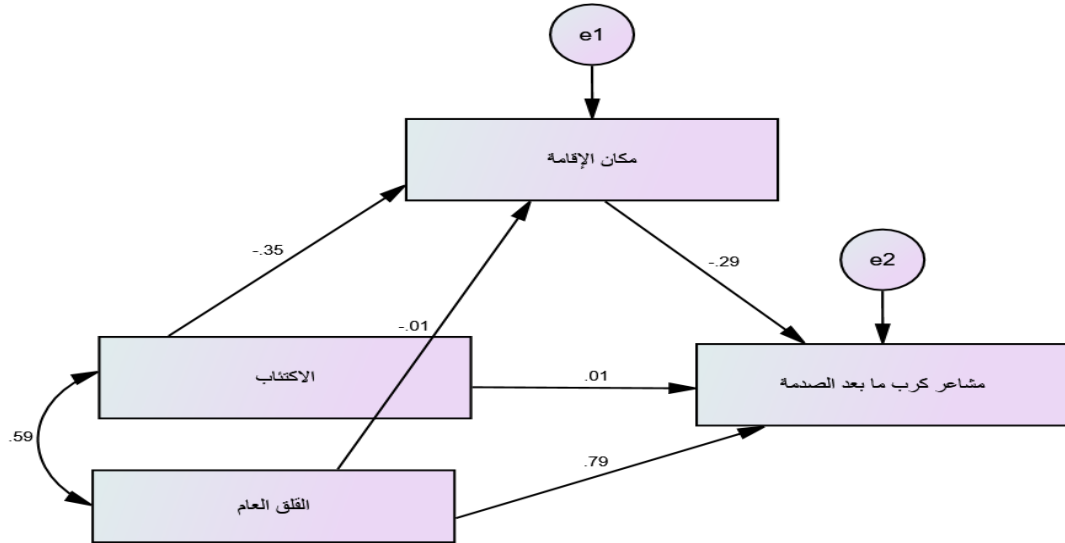 e1
مكان الإقامة
-.35
-.29
e2
-.01
الاكتئاب
.01
مشاعر كرب ما بعد الصدمة
.59
.79
القلق العام